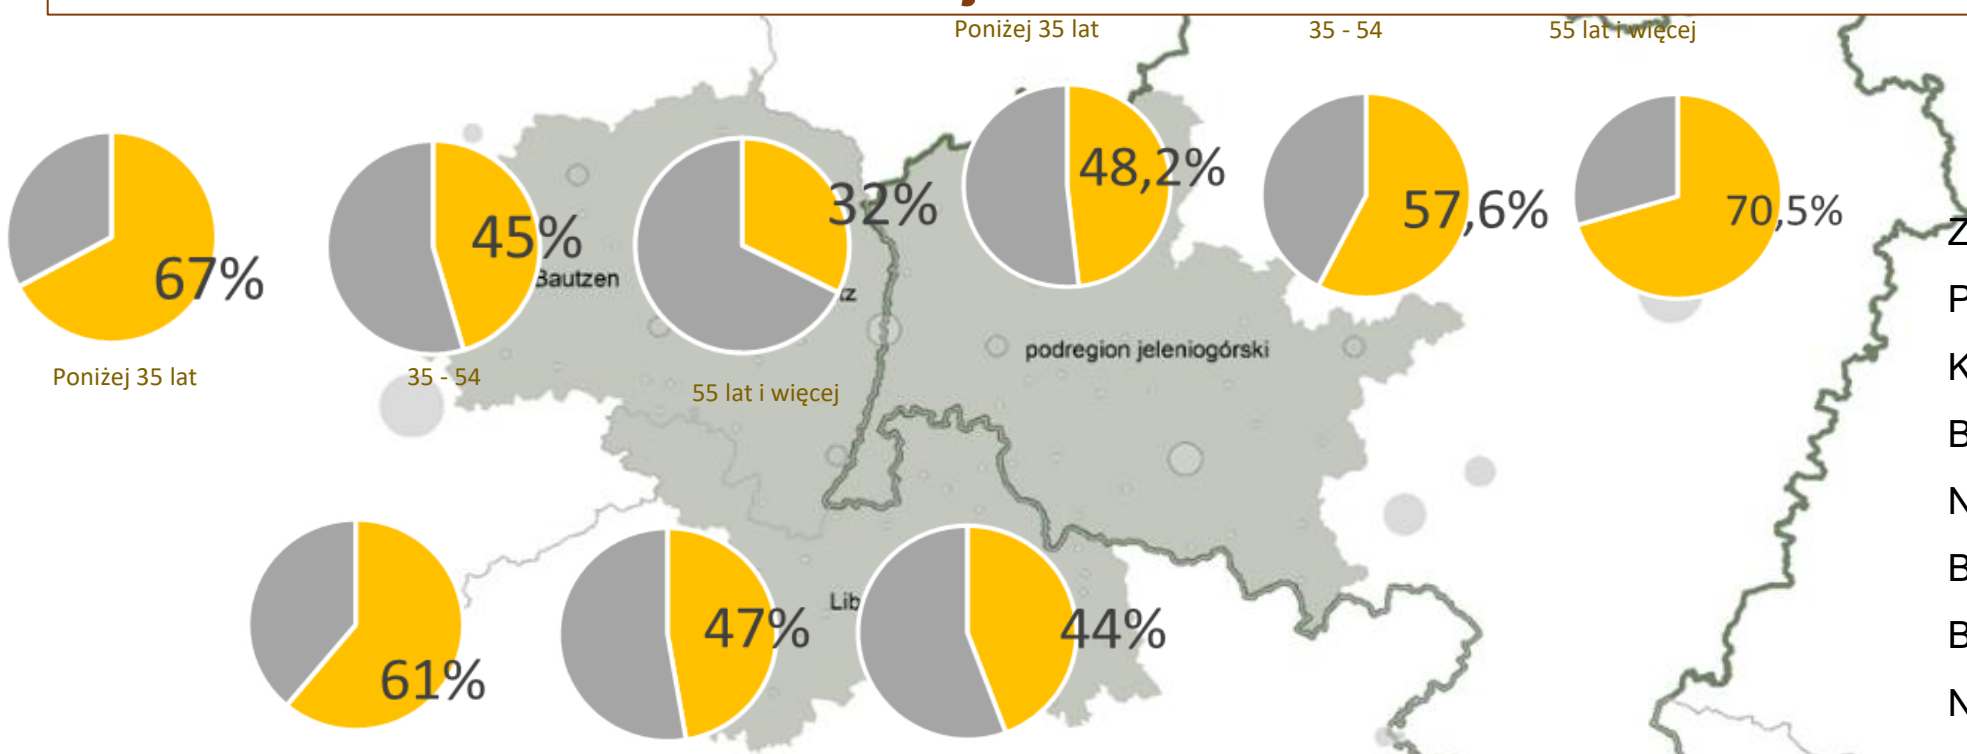 Poniżej 35 lat
35 - 54
55 lat i więcej
48,2%
57,6%
70,5%
67%
45%
32%
Bautzen
podregion jeleniogórski
Poniżej 35 lat
35 - 54
55 lat i więcej
Lib
61%
47%
44%
Z
P
K
B
N
B
B
N